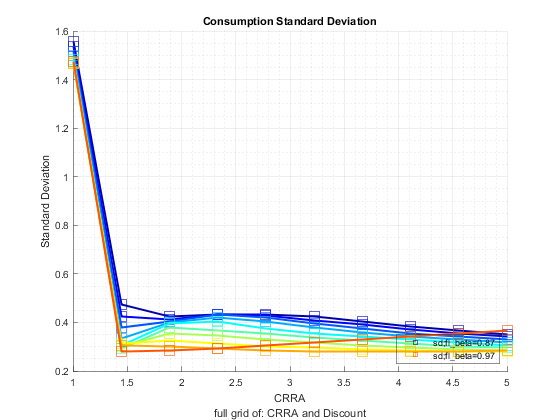 Consumption Standard Deviation
1.6
1.4
1.2
1
0.8
0.6
0.4
0.2
Standard Deviation
1
1.5
2
2.5
3
3.5
4
4.5
5
sd,fl_beta=0.87
sd,fl_beta=0.97
CRRA
full grid of: CRRA and Discount